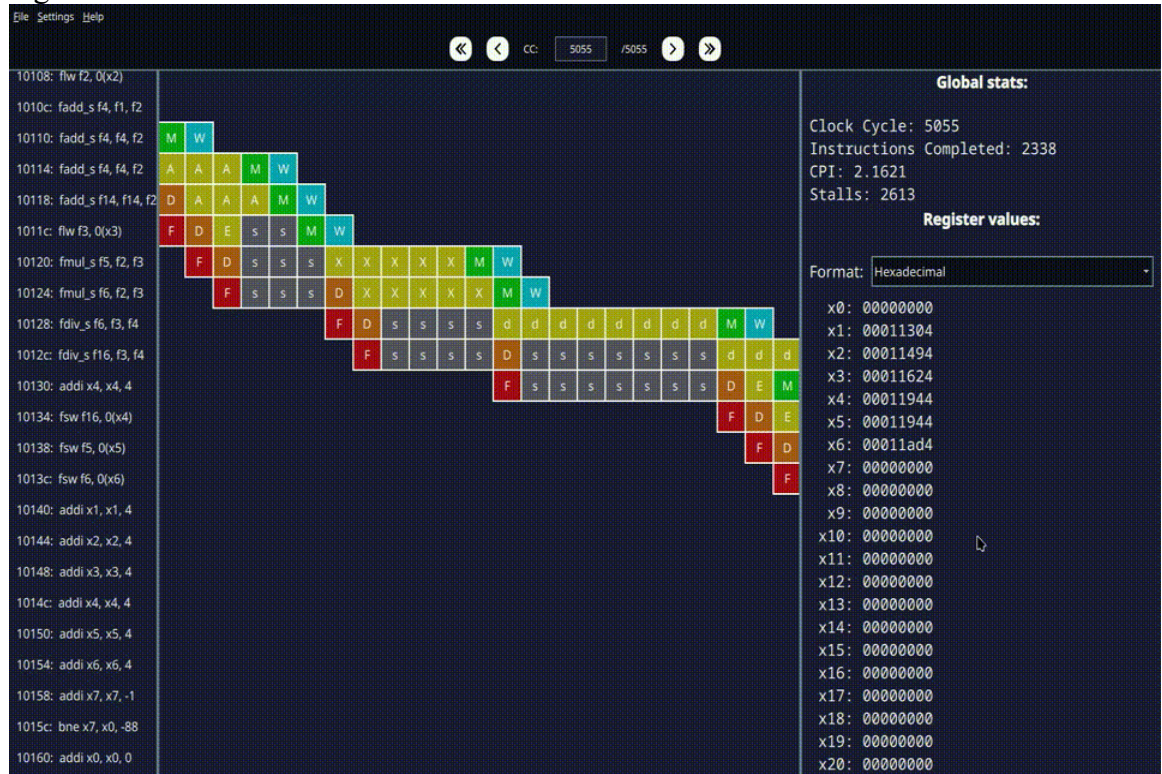 File Settings Help
CC: 5055 /5055
10108: flw f2, 0(x2)
1010c: fadd_s f4, f1, f2
10110: fadd_s f4, f4, f2 M W
10114: fadd_s f4, f4, f2 A A A M W
10118: fadd_s f14, f14, f2 D A A A M W
1011c: flw f3, 0(x3) F D E s s M W
10120: fmul_s f5, f2, f3 F D s s s X X X X X M W
10124: fmul_s f6, f2, f3 F s s s D X X X X X M W
10128: fdiv_s f6, f3, f4 F D s s s s d d d d d d d d M W
1012c: fdiv_s f16, f3, f4 F s s s s D s s s s s s s d d d
10130: addi x4, x4, 4 F s s s s s s s D E M
10134: fsw f16, 0(x4) F D E
10138: fsw f5, 0(x5) F D
1013c: fsw f6, 0(x6) F
10140: addi x1, x1, 4
10144: addi x2, x2, 4
10148: addi x3, x3, 4
1014c: addi x4, x4, 4
10150: addi x5, x5, 4
10154: addi x6, x6, 4
10158: addi x7, x7, -1
1015c: bne x7, x0, -88
10160: addi x0, x0, 0
Global stats:
Clock Cycle: 5055
Instructions Completed: 2338
CPI: 2.1621
Stalls: 2613
Register values:
Format: Hexadecimal
x0: 00000000
x1: 00011304
x2: 00011494
x3: 00011624
x4: 00011944
x5: 00011944
x6: 00011ad4
x7: 00000000
x8: 00000000
x9: 00000000
x10: 00000000
x11: 00000000
x12: 00000000
x13: 00000000
x14: 00000000
x15: 00000000
x16: 00000000
x17: 00000000
x18: 00000000
x19: 00000000
x20: 00000000